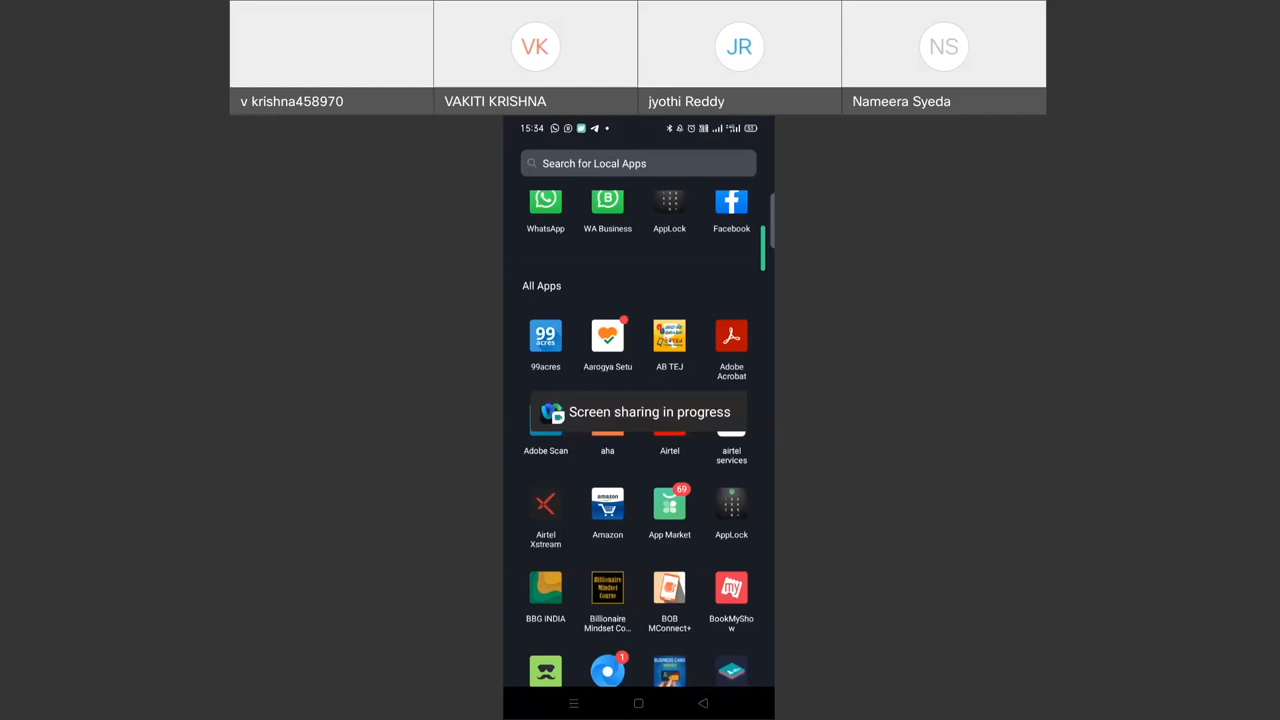 VK
JR
NS
v krishna458970
VAKITI KRISHNA
jyothi Reddy
Nameera Syeda
15:34
Search for Local Apps
WhatsApp
WA Business
AppLock
Facebook
All Apps
99
acres
99acres
Aarogya Setu
AB TEJ
Adobe
Acrobat
Screen sharing in progress
Adobe Scan
aha
Airtel
airtel
services
amazon
69
Airtel
Xstream
Amazon
App Market
AppLock
Billionaire
Mindset
Course
my
BBG INDIA
Billionaire
Mindset Co...
BOB
MConnect+
BookMySho
w
1
BUSINESS CARD